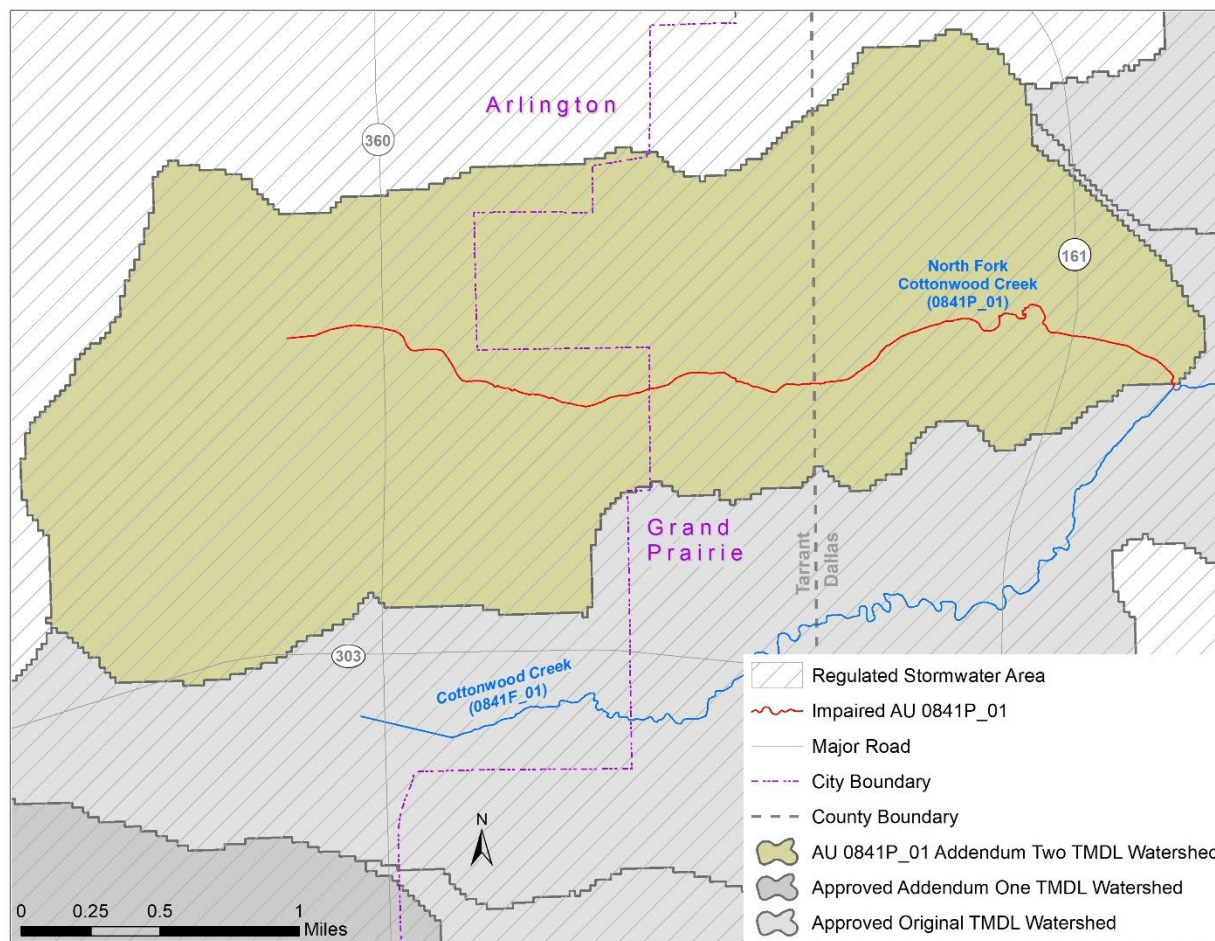 Arlington
360
North Fork
Cottonwood Creek
(0841P_01)
161
Grand
Prairie
Tarrant
Dallas
303
Cottonwood Creek
(0841F_01)
N
0 0.25 0.5 1
Miles
Regulated Stormwater Area
Impaired AU 0841P_01
Major Road
City Boundary
County Boundary
AU 0841P_01 Addendum Two TMDL Watershed
Approved Addendum One TMDL Watershed
Approved Original TMDL Watershed